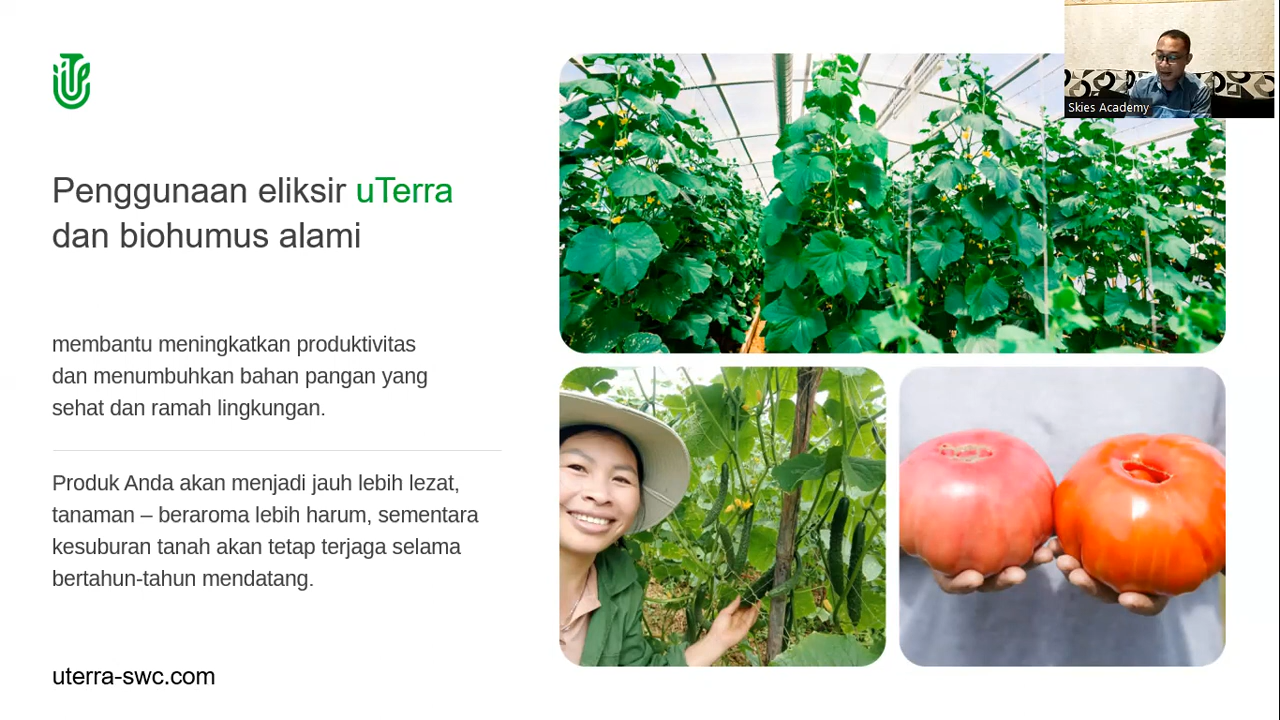 Skies Academy
Penggunaan eliksir uTerra
dan biohumus alami
membantu meningkatkan produktivitas
dan menumbuhkan bahan pangan yang
sehat dan ramah lingkungan.
Produk Anda akan menjadi jauh lebih lezat,
tanaman – beraroma lebih harum, sementara
kesuburan tanah akan tetap terjaga selama
bertahun-tahun mendatang.
uterra-swc.com